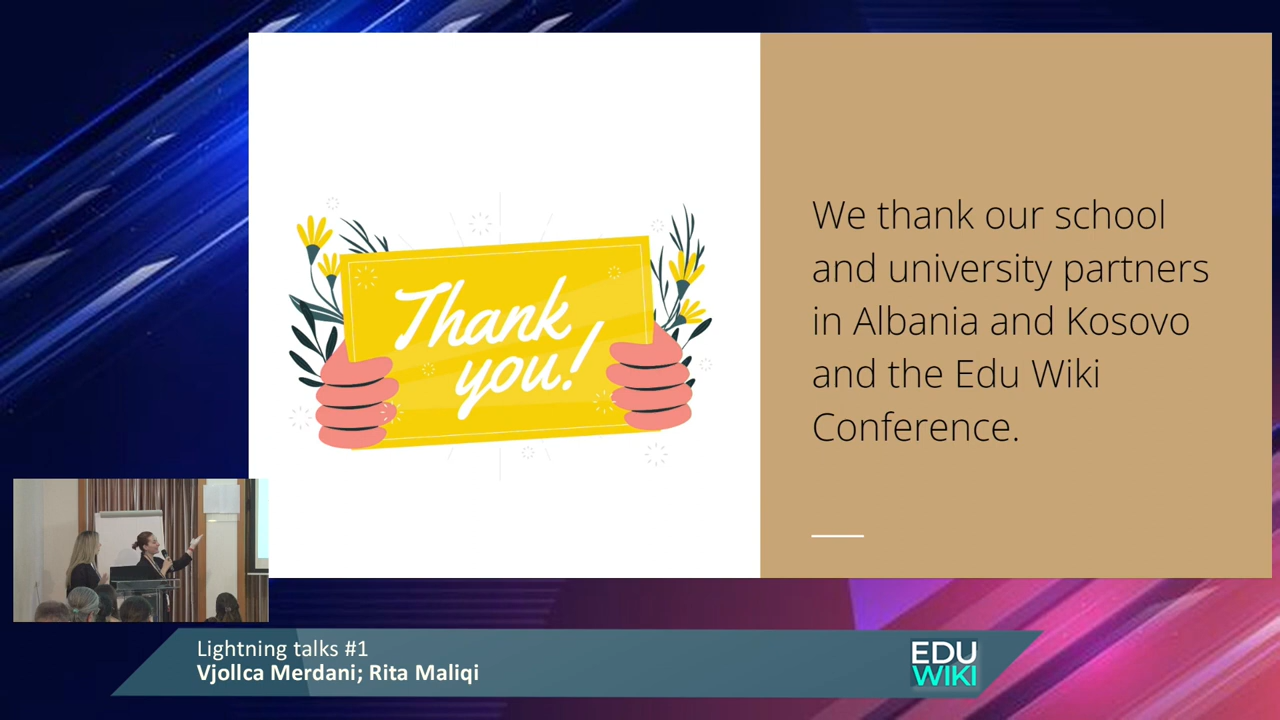 Thank
you!
We thank our school
and university partners
in Albania and Kosovo
and the Edu Wiki
Conference.
Lightning talks #1
Vjollca Merdani; Rita Maliqi
EDU
WIKI